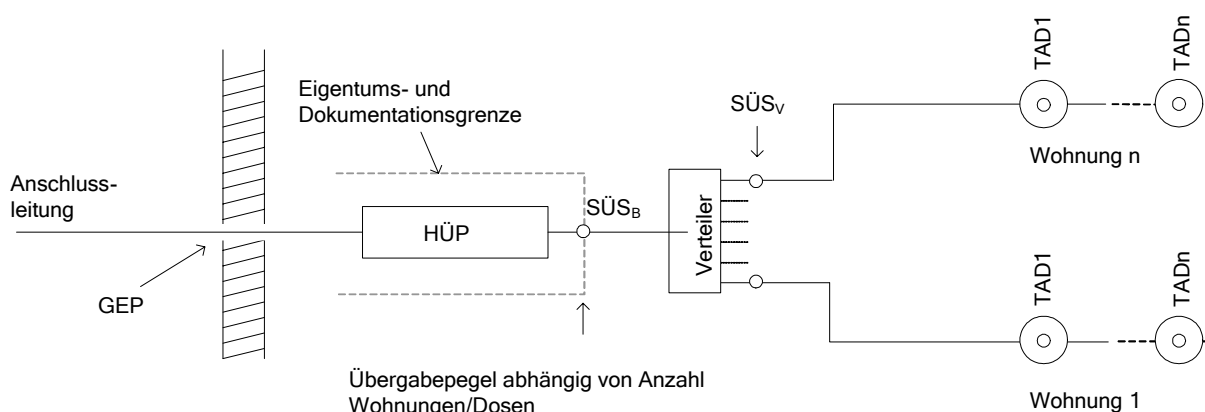 TAD1
TADn
Eigentums- und
Dokumentationsgrenze
SÜSV
Wohnung n
Anschluss-
leitung
SÜSB
HÜP
Verteiler
GEP
TAD1
TADn
Übergabepegel abhängig von Anzahl
Wohnungen/Dosen
Wohnung 1